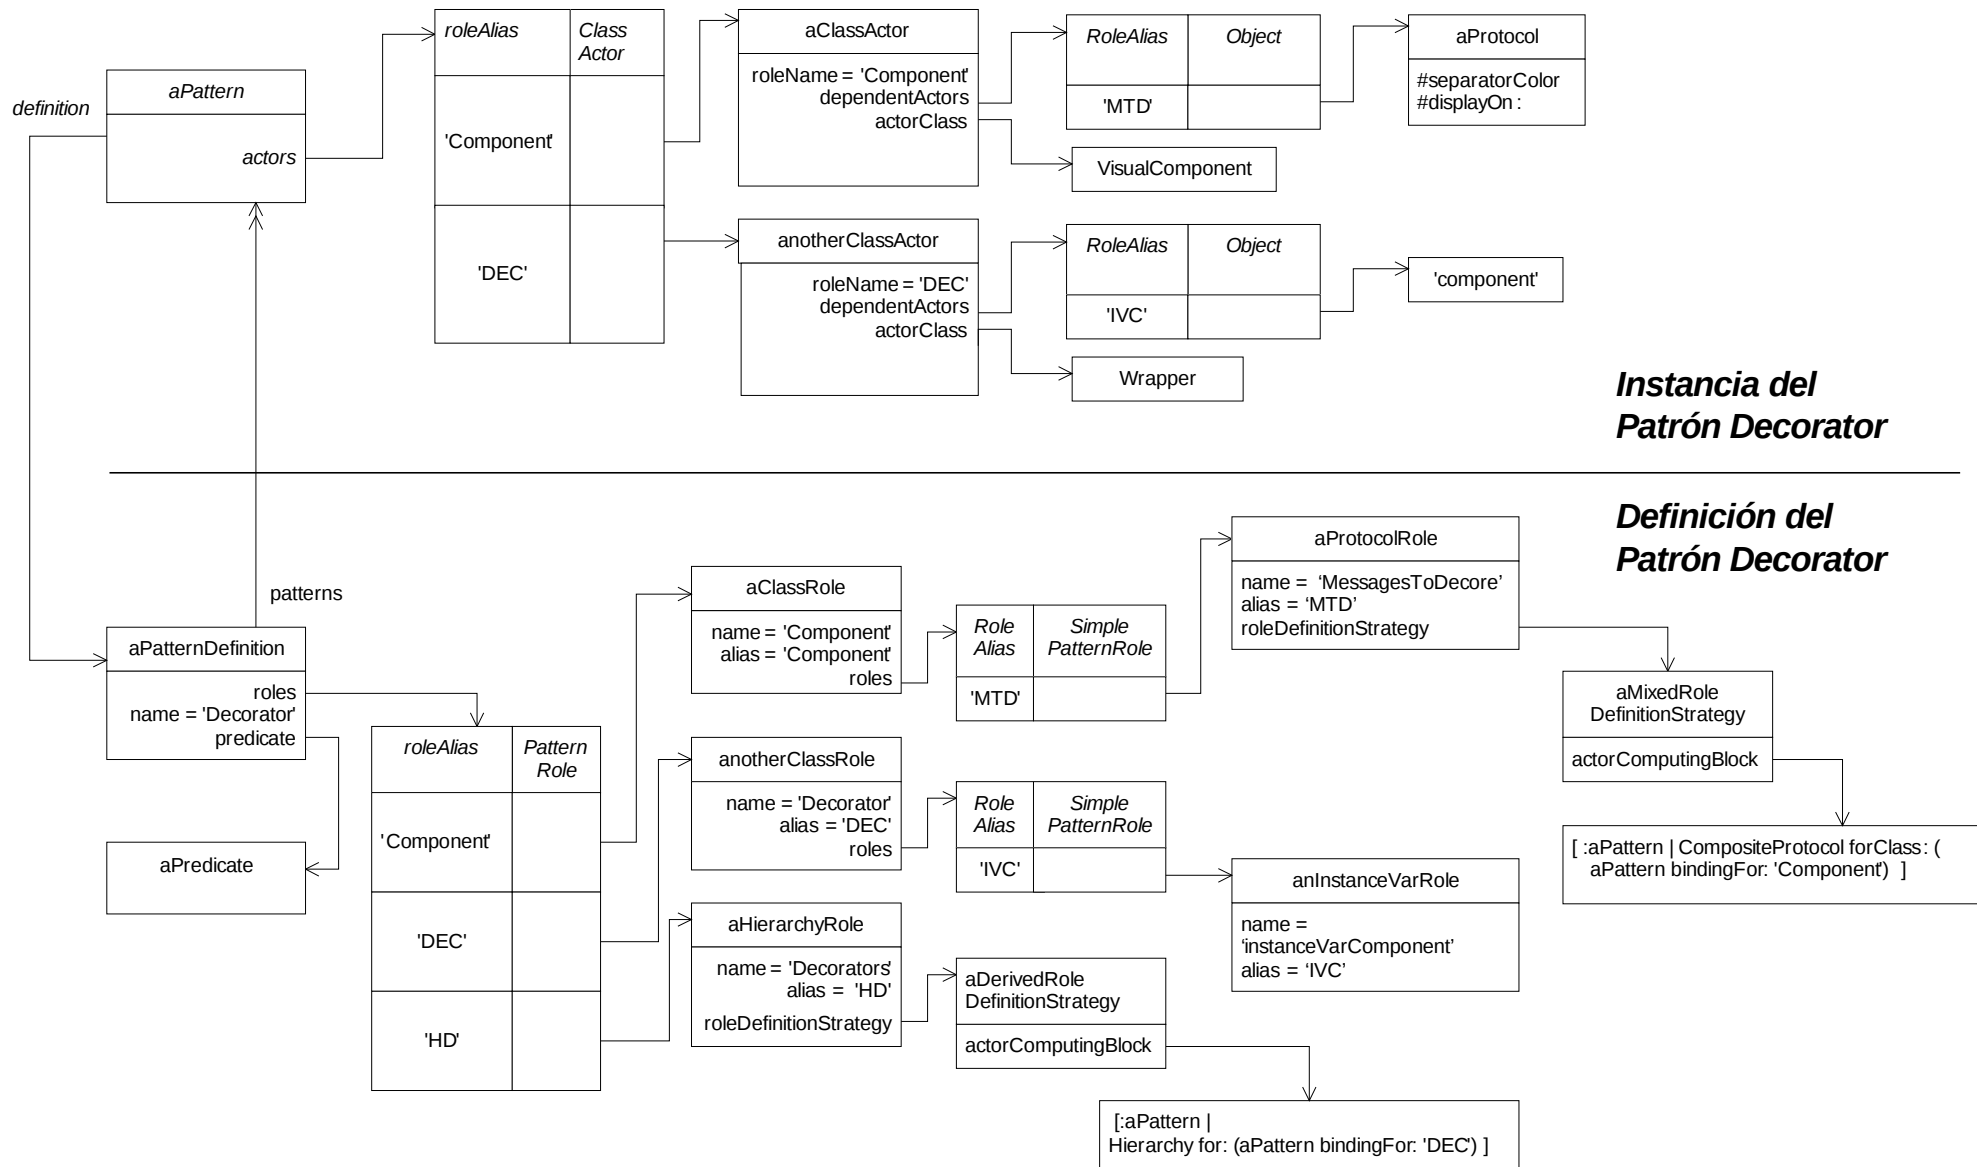 definition
aPattern
actors
roleAlias
Class
Actor
'Component'
'DEC'
aClassActor
roleName = 'Component'
dependentActors
actorClass
RoleAlias
Object
'MTD'
aProtocol
#separatorColor
#displayOn :
VisualComponent
anotherClassActor
roleName = 'DEC'
dependentActors
actorClass
RoleAlias
Object
'IVC'
'component'
Wrapper
Instancia del
Patrón Decorator
Definición del
Patrón Decorator
patterns
aPatternDefinition
roles
name = 'Decorator'
predicate
aPredicate
roleAlias
Pattern
Role
'Component'
'DEC'
'HD'
aClassRole
name = 'Component'
alias = 'Component'
roles
Role
Alias
Simple
PatternRole
'MTD'
aProtocolRole
name = ‘MessagesToDecore’
alias = ‘MTD’
roleDefinitionStrategy
aMixedRole
DefinitionStrategy
actorComputingBlock
[ :aPattern | CompositeProtocol forClass: (
aPattern bindingFor: 'Component') ]
anotherClassRole
name = 'Decorator'
alias = 'DEC'
roles
Role
Alias
Simple
PatternRole
'IVC'
anInstanceVarRole
name =
‘instanceVarComponent’
alias = ‘IVC’
aHierarchyRole
name = 'Decorators'
alias = 'HD'
roleDefinitionStrategy
aDerivedRole
DefinitionStrategy
actorComputingBlock
[:aPattern |
Hierarchy for: (aPattern bindingFor: 'DEC') ]